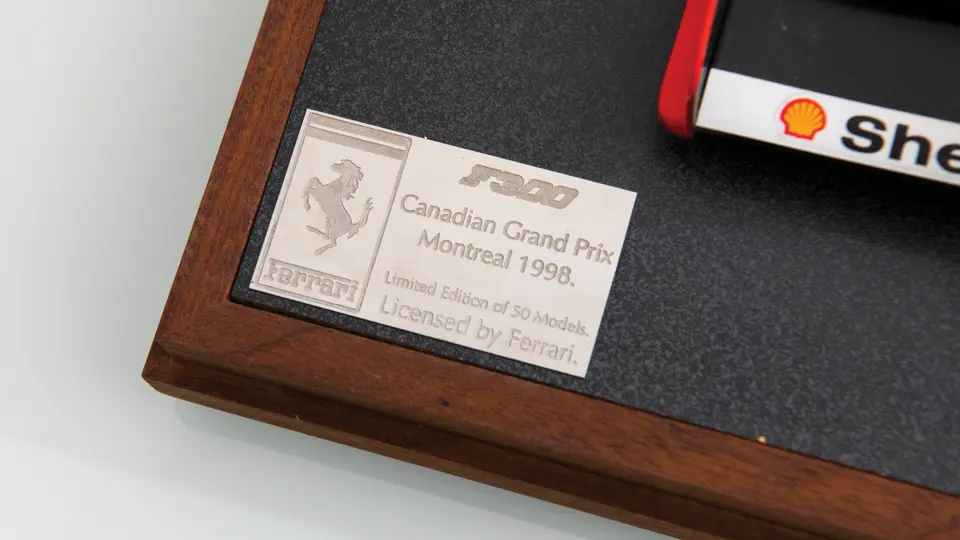 F300
Canadian Grand Prix
Montreal 1998.
Limited Edition of 50 Models.
Licensed by Ferrari.
Ferrari
She